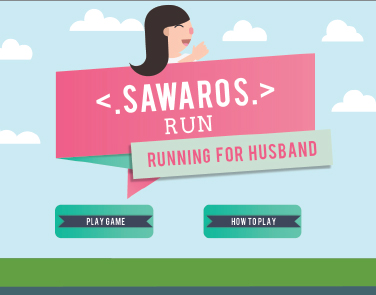 <.SAWAROS.>
RUN
RUNNING FOR HUSBAND
PLAY GAME
HOW TO PLAY